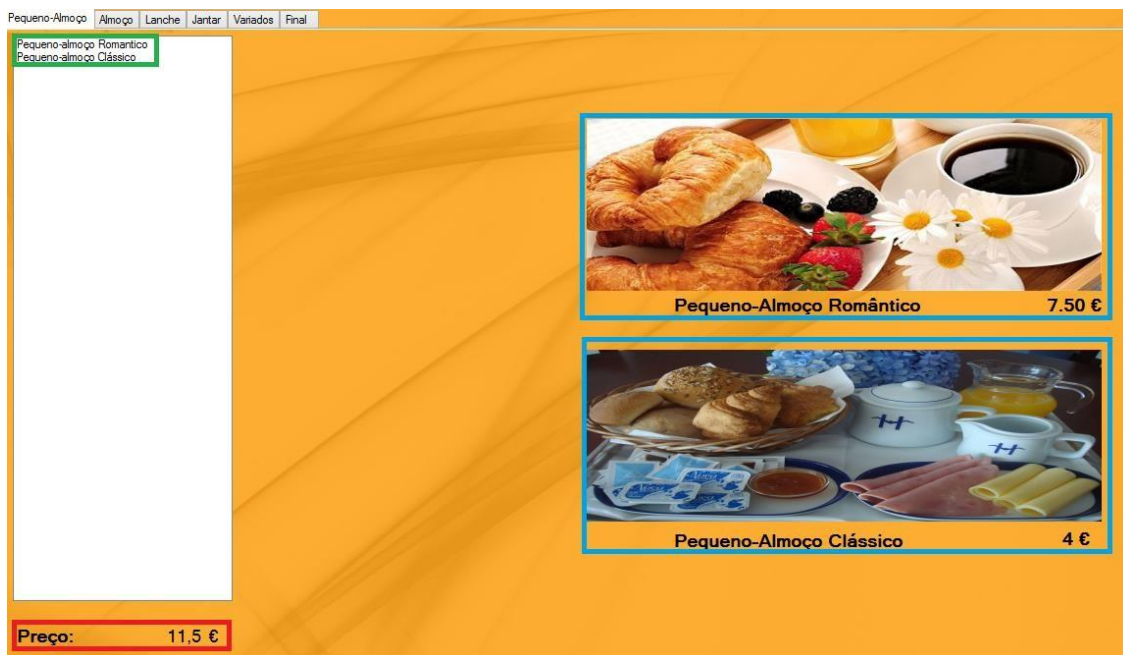 Pequeno-Almoço Almoço Lanche Jantar Variados Final
Pequeno-almoço Romantico
Pequeno-almoço Clássico
Pequeno-Almoço Romântico 7.50 €
H
H
Pequeno-Almoço Clássico 4 €
Preço: 11,5 €